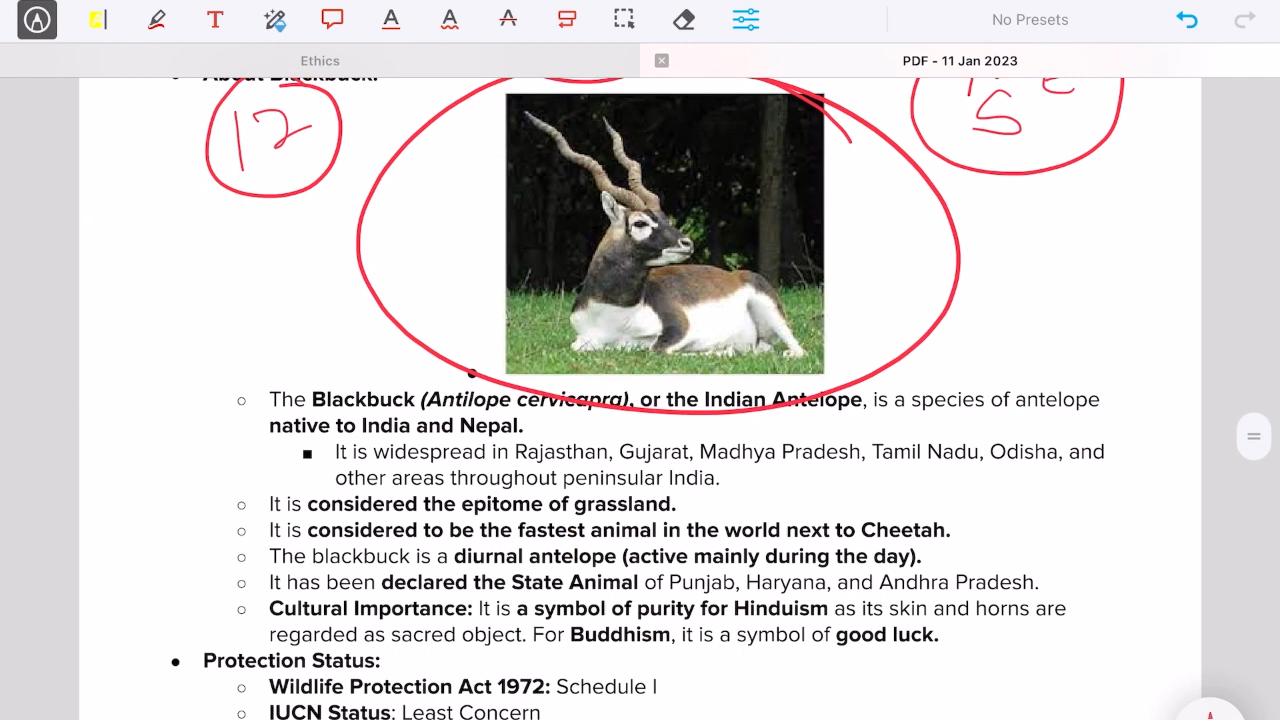 No Presets
Ethics
PDF - 11 Jan 2023
About Blackbuck:
12
S
The Blackbuck (Antilope cervicapra), or the Indian Antelope, is a species of antelope
native to India and Nepal.
It is widespread in Rajasthan, Gujarat, Madhya Pradesh, Tamil Nadu, Odisha, and
other areas throughout peninsular India.
It is considered the epitome of grassland.
It is considered to be the fastest animal in the world next to Cheetah.
The blackbuck is a diurnal antelope (active mainly during the day).
It has been declared the State Animal of Punjab, Haryana, and Andhra Pradesh.
Cultural Importance: It is a symbol of purity for Hinduism as its skin and horns are
regarded as sacred object. For Buddhism, it is a symbol of good luck.
Protection Status:
Wildlife Protection Act 1972: Schedule I
IUCN Status: Least Concern